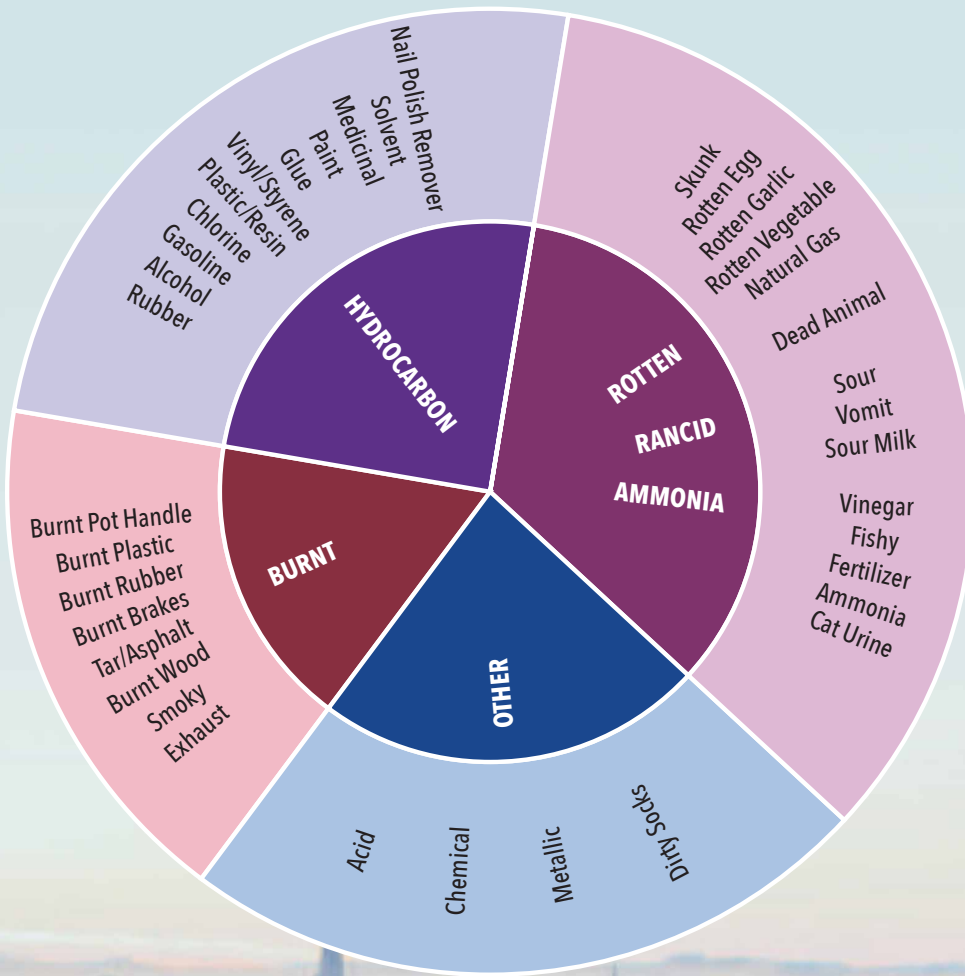 HYDROCARBON
Nail Polish Remover
Solvent
Medicinal
Paint
Glue
Vinyl/Styrene
Plastic/Resin
Chlorine
Gasoline
Alcohol
Rubber
ROTTEN
RANCID
AMMONIA
Skunk
Rotten Egg
Rotten Garlic
Rotten Vegetable
Natural Gas
Dead Animal
Sour
Vomit
Sour Milk
Vinegar
Fishy
Fertilizer
Ammonia
Cat Urine
OTHER
Dirty Socks
Metallic
Chemical
Acid
BURNT
Burnt Pot Handle
Burnt Plastic
Burnt Rubber
Burnt Brakes
Tar/Asphalt
Burnt Wood
Smoky
Exhaust